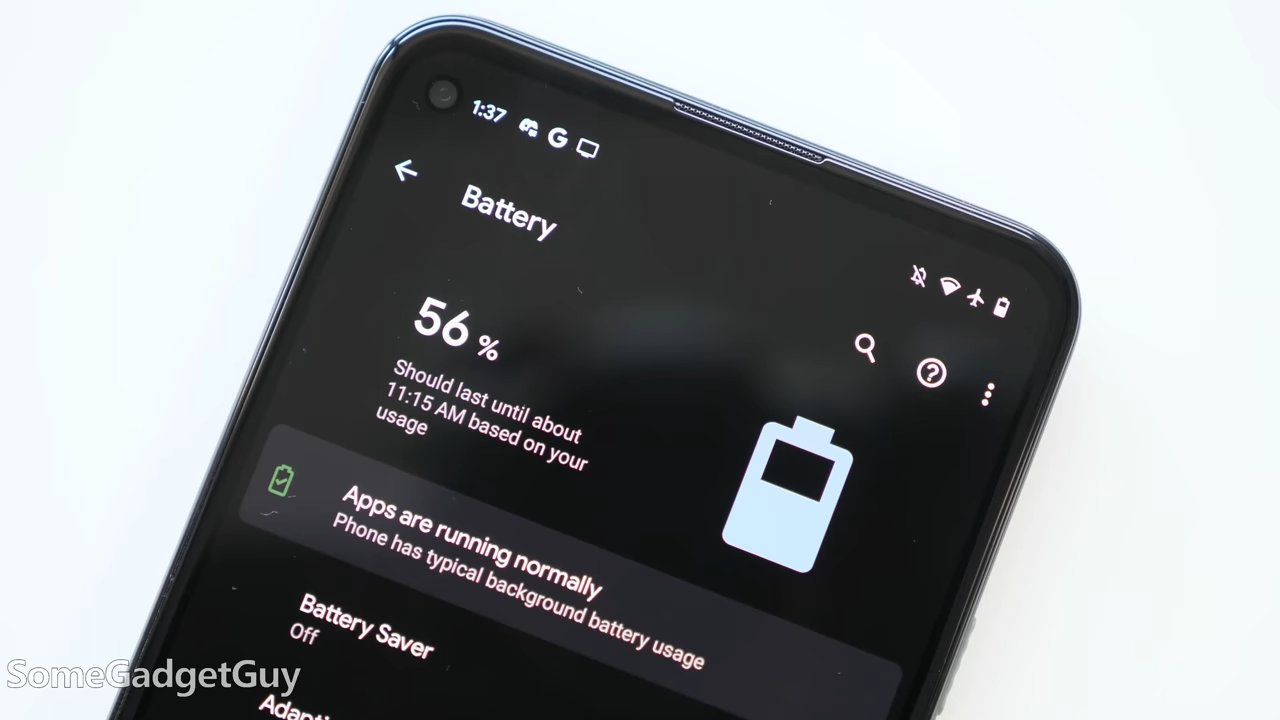 1:37
Battery
56 %
Should last until about
11:15 AM based on your
usage
Apps are running normally
Phone has typical background battery usage
Battery Saver
Off
Adapti
SomeGadgetGuy